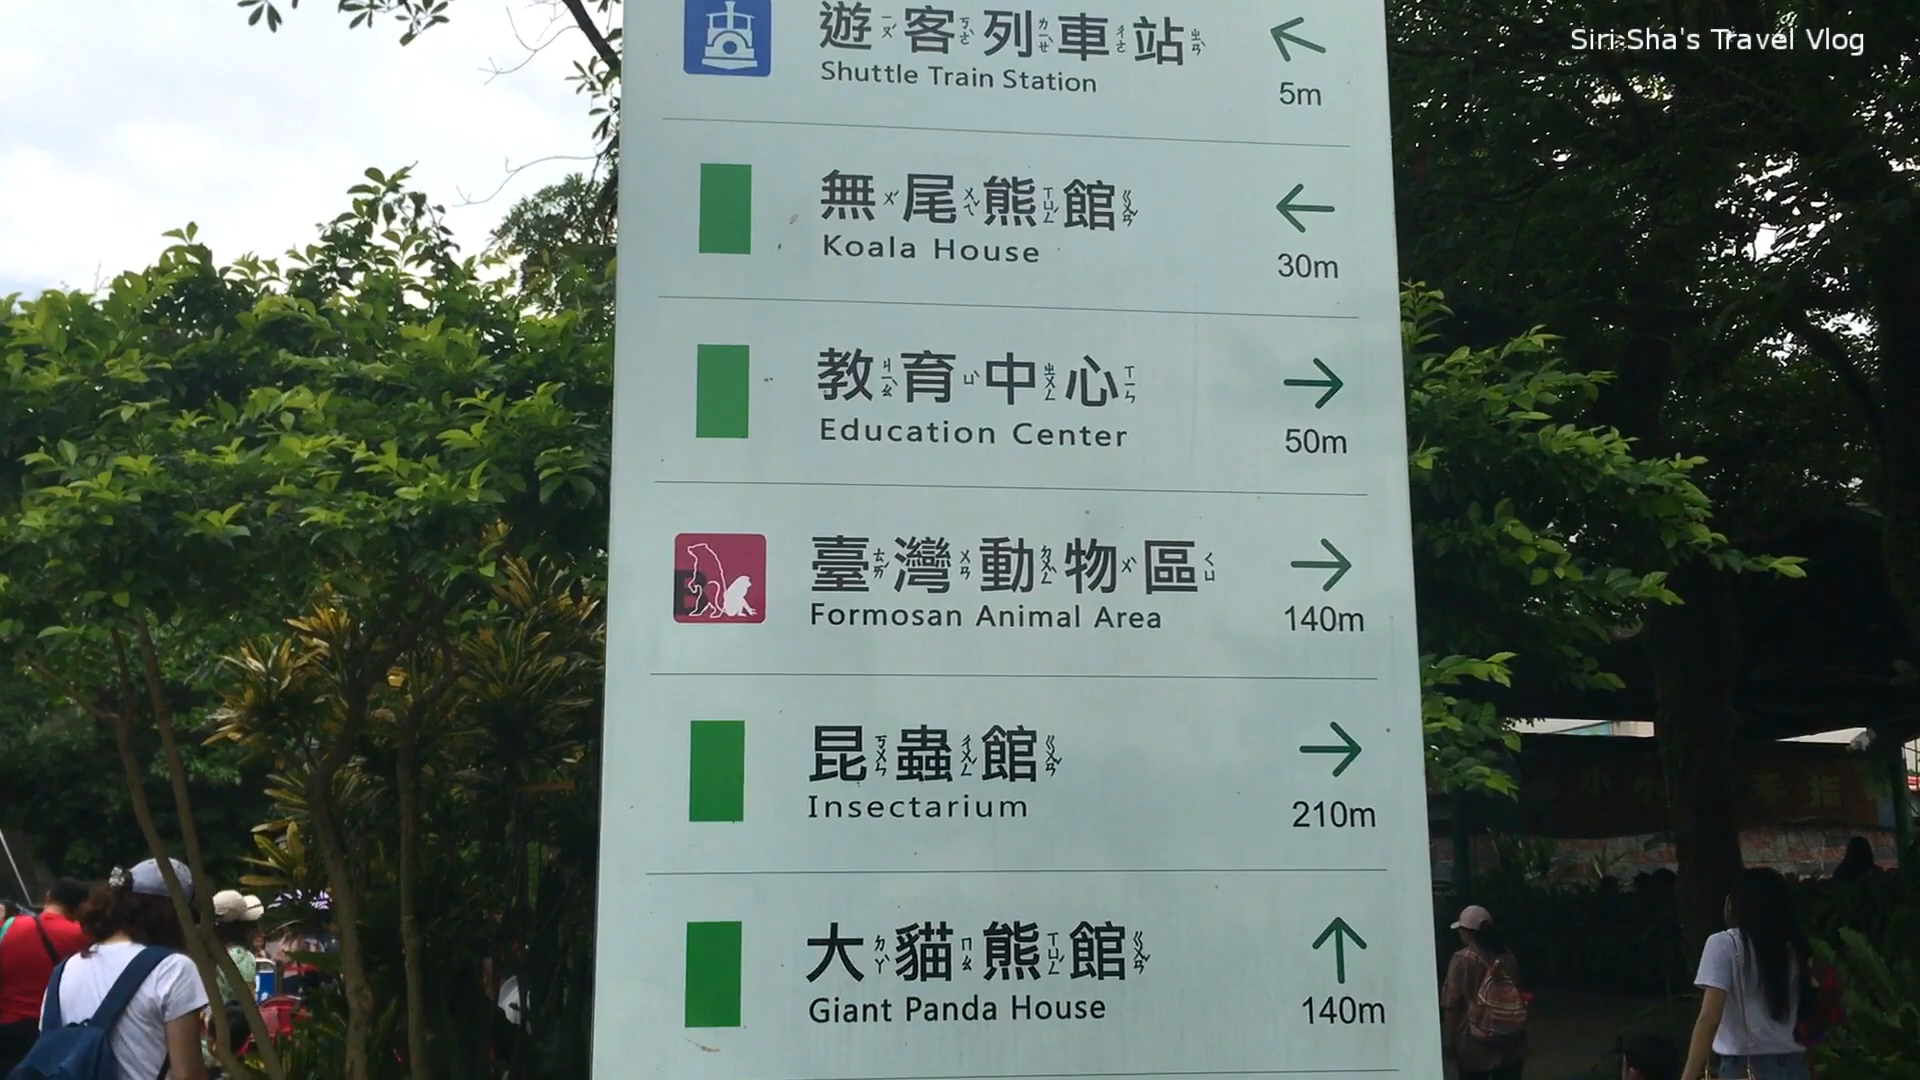 Siri Sha's Travel Vlog
遊客列車站
Shuttle Train Station
5m
無尾熊館
Koala House
30m
教育中心
Education Center
50m
臺灣動物區
Formosan Animal Area
140m
昆蟲館
Insectarium
210m
大貓熊館
Giant Panda House
140m